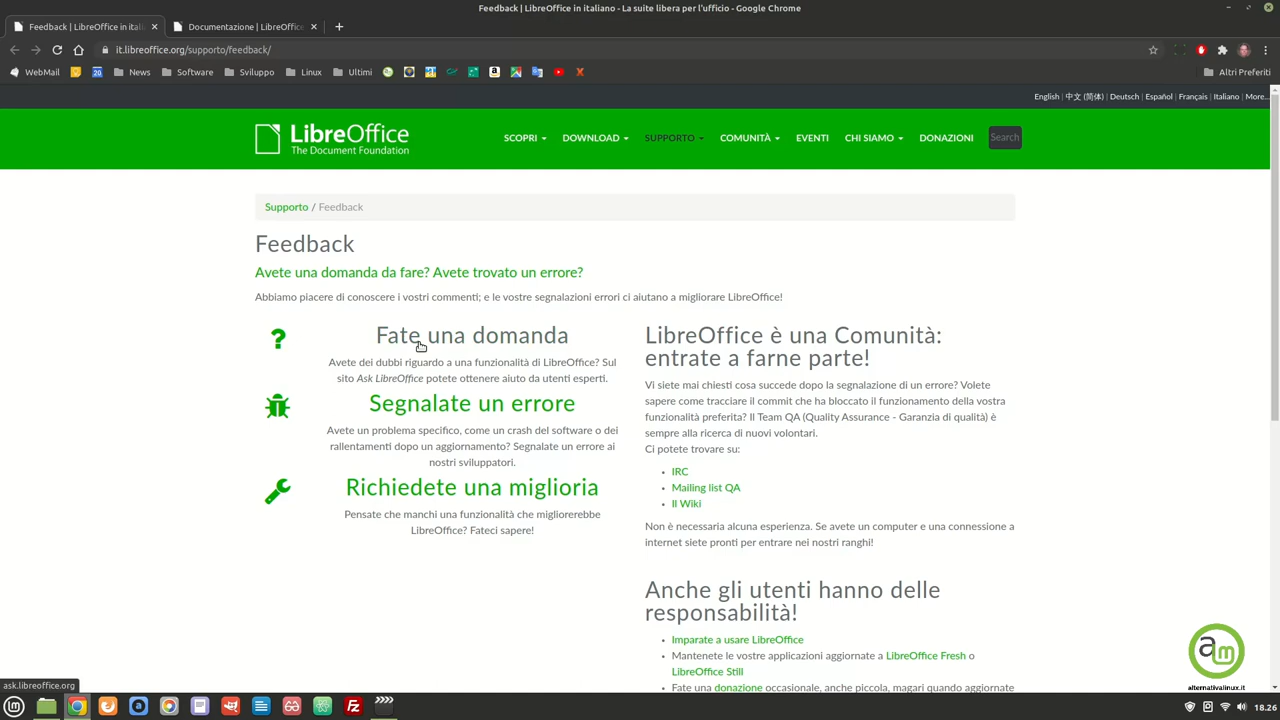 Feedback | LibreOffice in italiano - La suite libera per l'ufficio - Google Chrome
Feedback | LibreOffice in ital
Documentazione | LibreOffice
it.libreoffice.org/supporto/feedback/
WebMail
News
Software
Sviluppo
Linux
Ultimi
Altri Preferiti
English | 中文 (简体) | Deutsch | Español | Français | Italiano | More...
LibreOffice
The Document Foundation
SCOPRI
DOWNLOAD
SUPPORTO
COMUNITÀ
EVENTI
CHI SIAMO
DONAZIONI
Search
Supporto / Feedback
Feedback
Avete una domanda da fare? Avete trovato un errore?
Abbiamo piacere di conoscere i vostri commenti; e le vostre segnalazioni errori ci aiutano a migliorare LibreOffice!
Fate una domanda
Avete dei dubbi riguardo a una funzionalità di LibreOffice? Sul
sito Ask LibreOffice potete ottenere aiuto da utenti esperti.
Segnalate un errore
Avete un problema specifico, come un crash del software o dei
rallentamenti dopo un aggiornamento? Segnalate un errore ai
nostri sviluppatori.
Richiedete una miglioria
Pensate che manchi una funzionalità che migliorerebbe
LibreOffice? Fateci sapere!
LibreOffice è una Comunità:
entrate a farne parte!
Vi siete mai chiesti cosa succede dopo la segnalazione di un errore? Volete
sapere come tracciare il commit che ha bloccato il funzionamento della vostra
funzionalità preferita? Il Team QA (Quality Assurance - Garanzia di qualità) è
sempre alla ricerca di nuovi volontari.
Ci potete trovare su:
IRC
Mailing list QA
Il Wiki
Non è necessaria alcuna esperienza. Se avete un computer e una connessione a
internet siete pronti per entrare nei nostri ranghi!
Anche gli utenti hanno delle
responsabilità!
Imparate a usare LibreOffice
Mantenete le vostre applicazioni aggiornate a LibreOffice Fresh o
LibreOffice Still
Fate una donazione occasionale, anche piccola, magari quando aggiornate
am
alternativalinux.it
ask.libreoffice.org
18.26